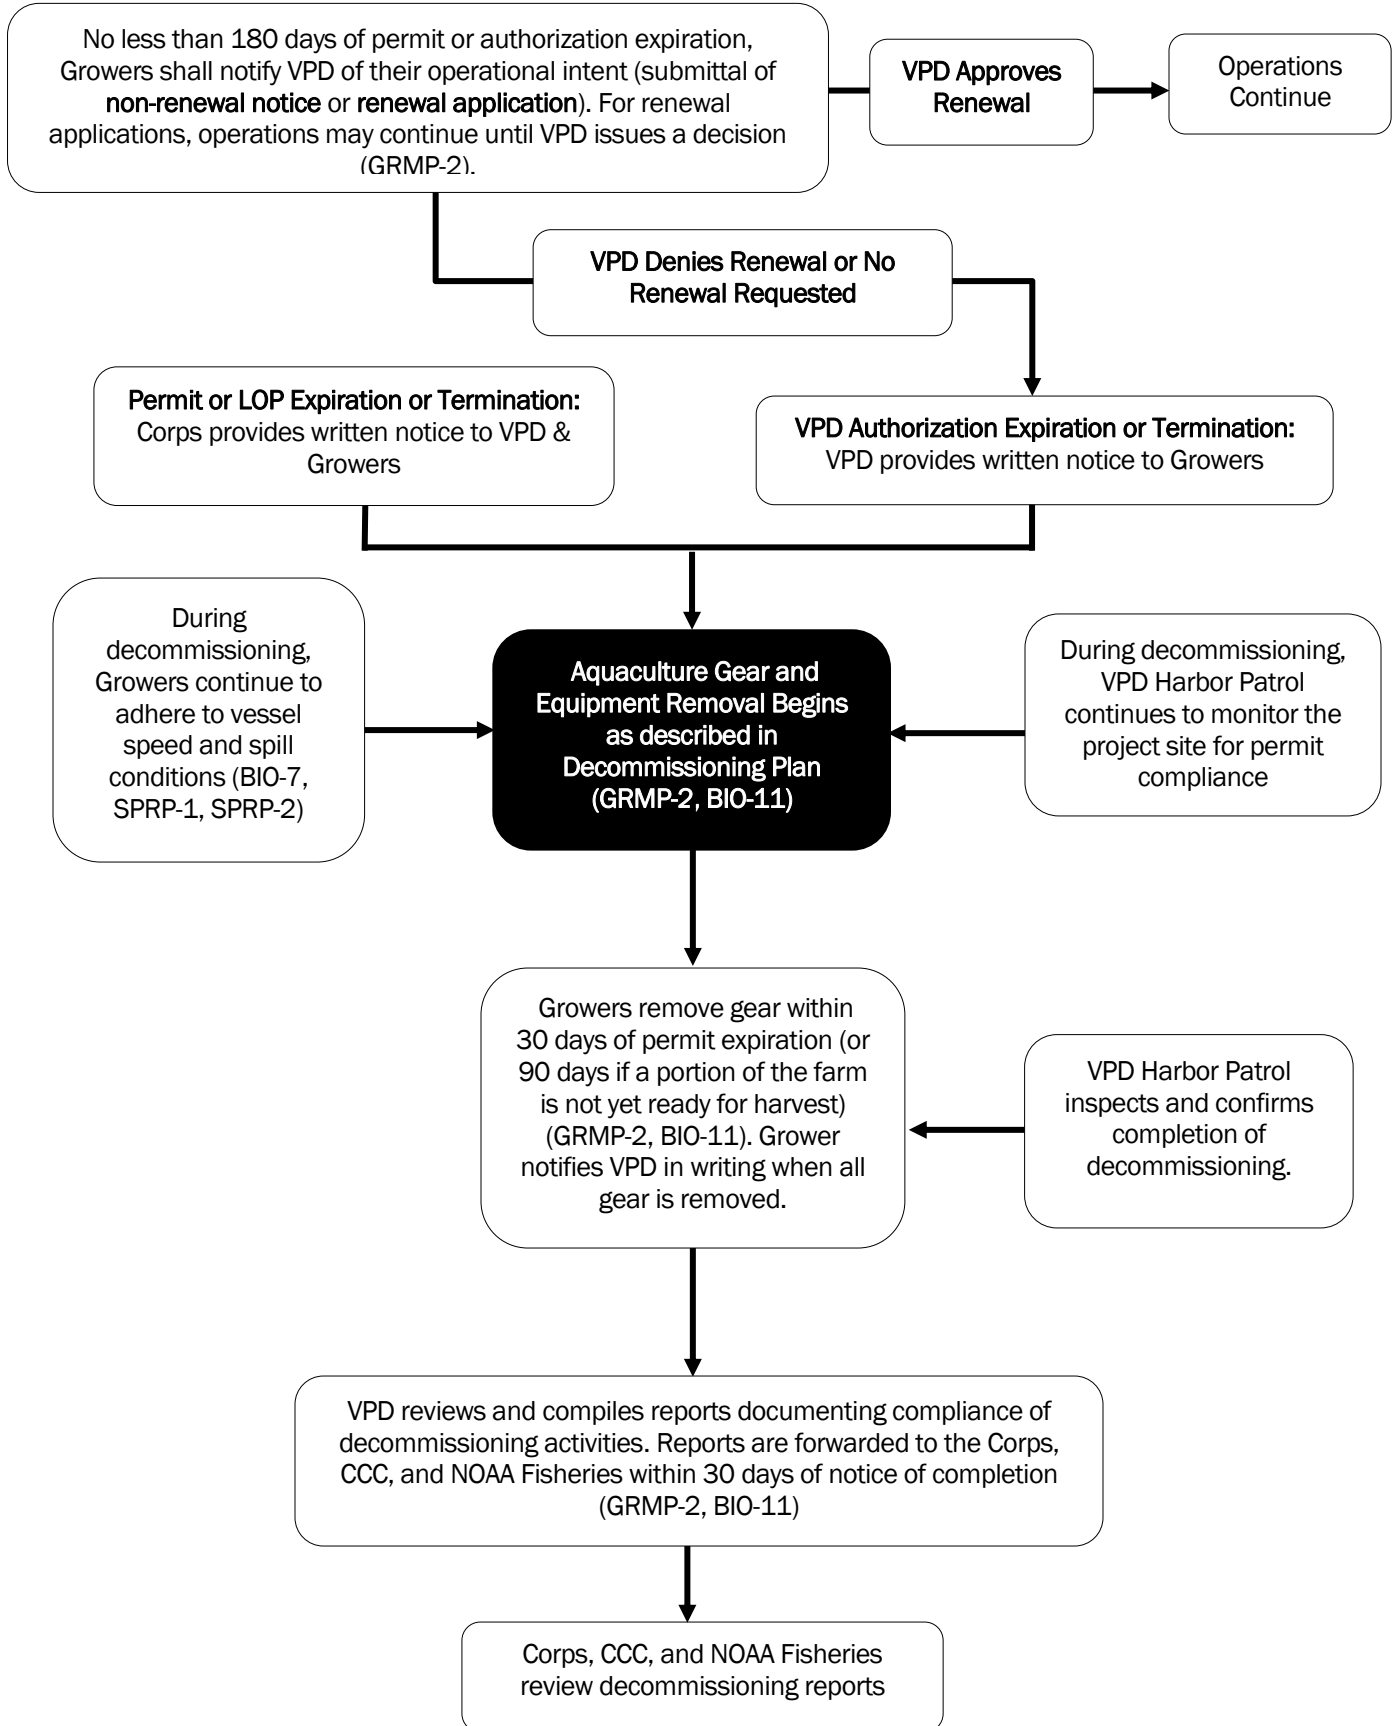 No less than 180 days of permit or authorization expiration,
Growers shall notify VPD of their operational intent (submittal of
non-renewal notice or renewal application). For renewal
applications, operations may continue until VPD issues a decision
(GRMP-2).
VPD Approves
Renewal
Operations
Continue
VPD Denies Renewal or No
Renewal Requested
Permit or LOP Expiration or Termination:
Corps provides written notice to VPD &
Growers
VPD Authorization Expiration or Termination:
VPD provides written notice to Growers
During
decommissioning,
Growers continue to
adhere to vessel
speed and spill
conditions (BIO-7,
SPRP-1, SPRP-2)
Aquaculture Gear and
Equipment Removal Begins
as described in
Decommissioning Plan
(GRMP-2, BIO-11)
During decommissioning,
VPD Harbor Patrol
continues to monitor the
project site for permit
compliance
Growers remove gear within
30 days of permit expiration (or
90 days if a portion of the farm
is not yet ready for harvest)
(GRMP-2, BIO-11). Grower
notifies VPD in writing when all
gear is removed.
VPD Harbor Patrol
inspects and confirms
completion of
decommissioning.
VPD reviews and compiles reports documenting compliance of
decommissioning activities. Reports are forwarded to the Corps,
CCC, and NOAA Fisheries within 30 days of notice of completion
(GRMP-2, BIO-11)
Corps, CCC, and NOAA Fisheries
review decommissioning reports